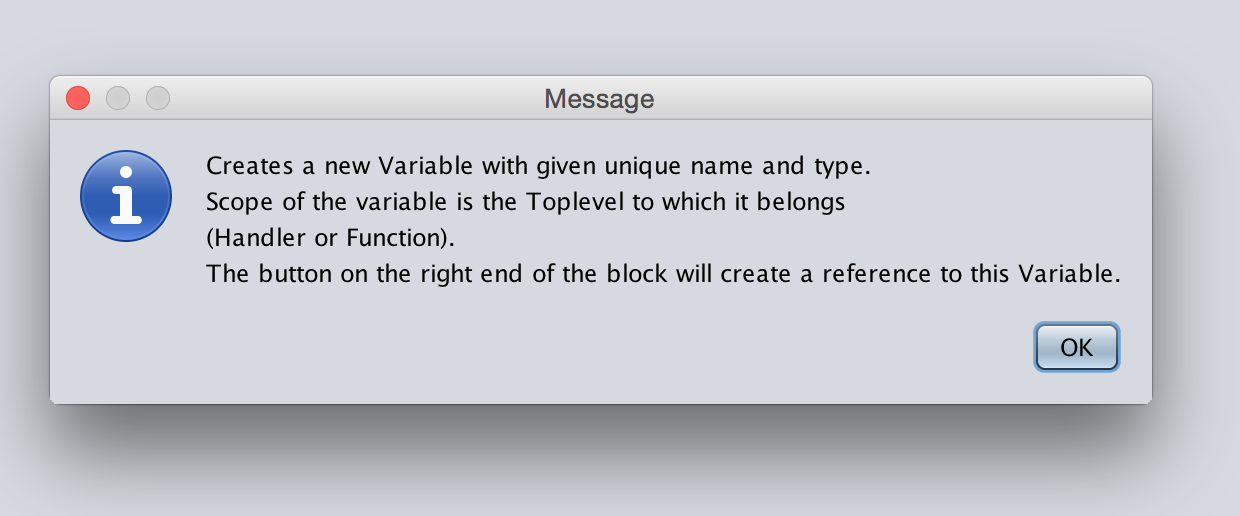 Message
Creates a new Variable with given unique name and type.
Scope of the variable is the Toplevel to which it belongs
(Handler or Function).
The button on the right end of the block will create a reference to this Variable.
OK